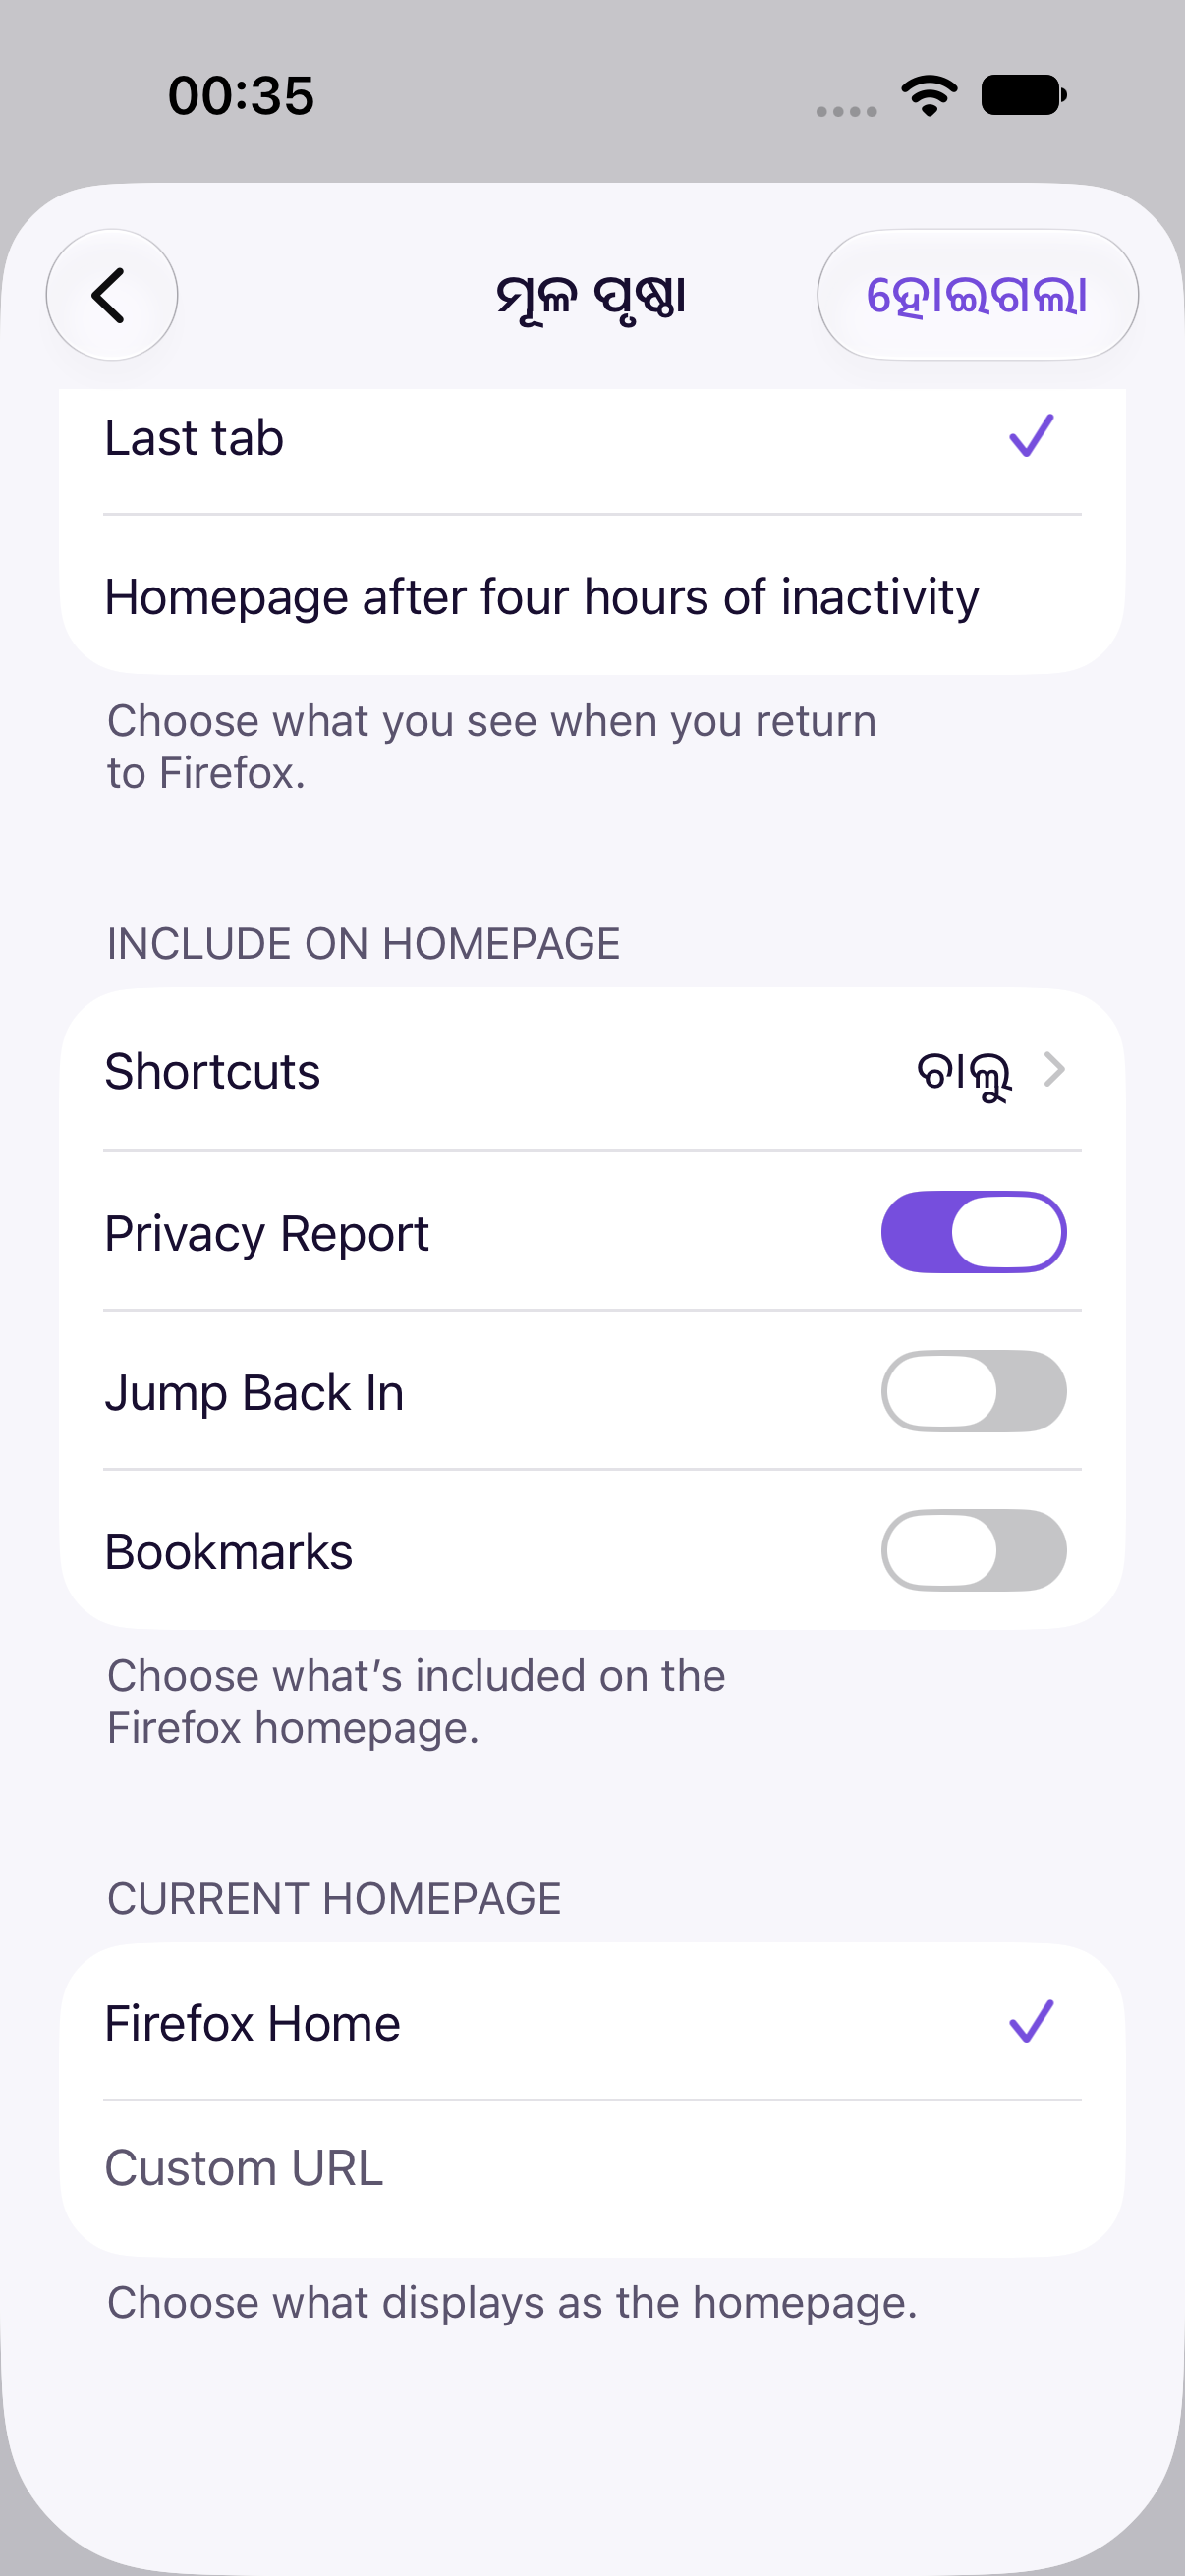 00:35
ମୂଳ ପୃଷ୍ଠା
ହୋଇଗଲା
Last tab
Homepage after four hours of inactivity
Choose what you see when you return
to Firefox.
INCLUDE ON HOMEPAGE
Shortcuts ଚାଲୁ
Privacy Report
Jump Back In
Bookmarks
Choose what’s included on the
Firefox homepage.
CURRENT HOMEPAGE
Firefox Home
Custom URL
Choose what displays as the homepage.